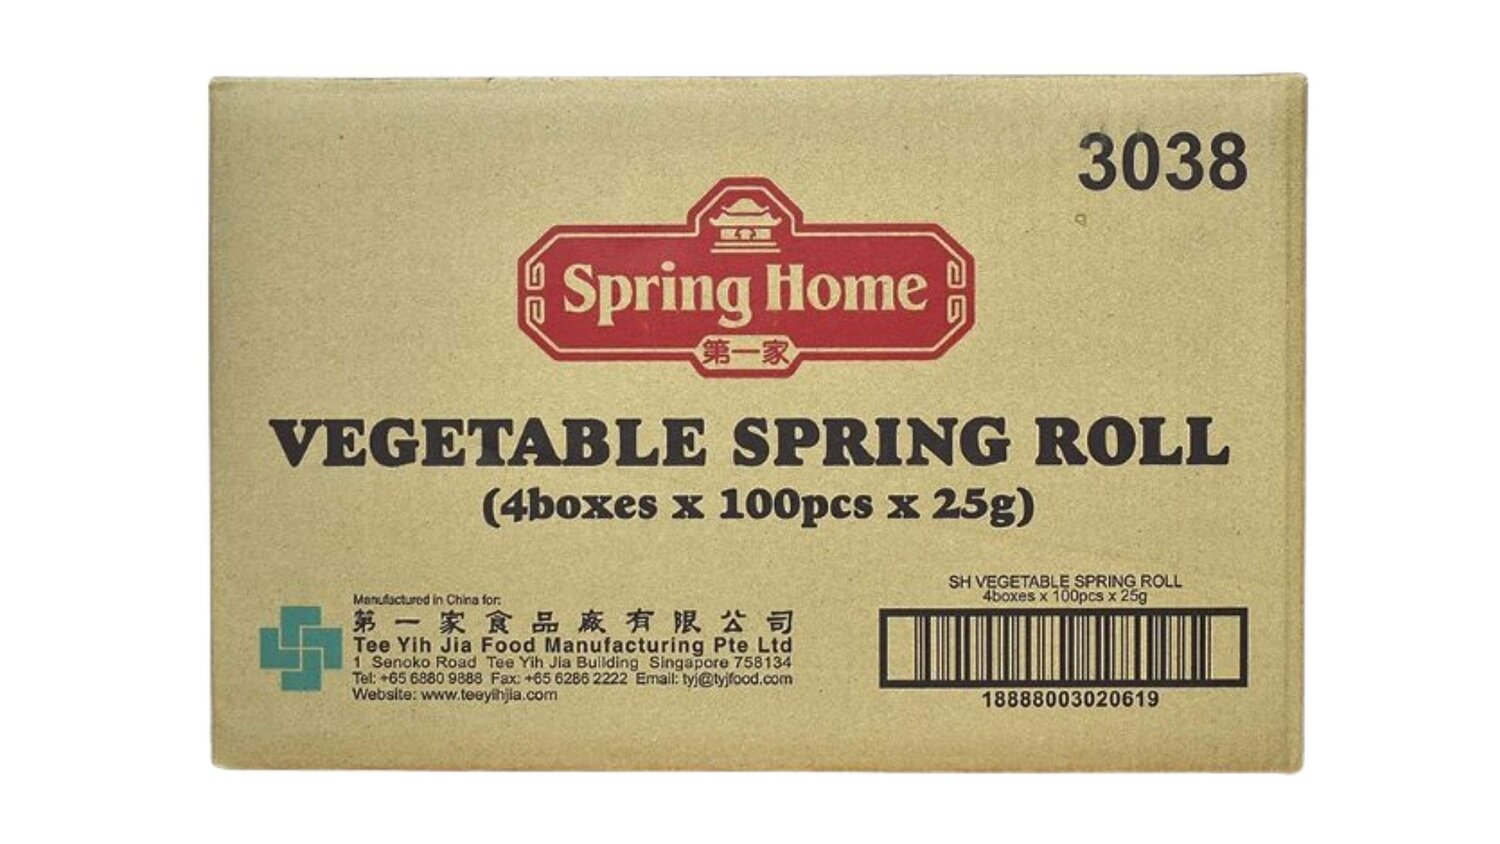 3038
Spring Home
第一家
VEGETABLE SPRING ROLL
(4boxes x 100pcs x 25g)
Manufactured in China for:
第一家食品廠有限公司
Tee Yih Jia Food Manufacturing Pte Ltd
1 Senoko Road Tee Yih Jia Building Singapore 758134
Tel: +65 6880 9888 Fax: +65 6286 2222 Email: tyj@tyjfood.com
Website: www.teeyihjia.com
SH VEGETABLE SPRING ROLL
4boxes x 100pcs x 25g
18888003020619